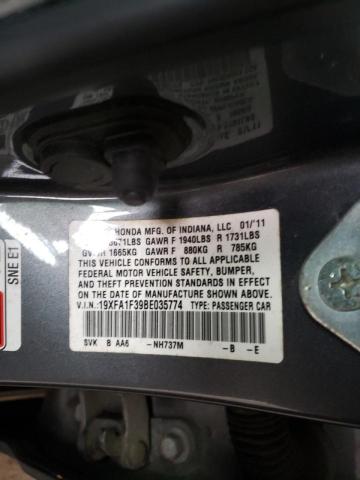 HONDA MFG. OF INDIANA, LLC 01/'11
3671LBS GAWR F 1940LBS R 1731LBS
1665KG GAWR F 880KG R 785KG
THIS VEHICLE CONFORMS TO ALL APPLICABLE
FEDERAL MOTOR VEHICLE SAFETY, BUMPER,
AND THEFT PREVENTION STANDARDS IN EFFECT
ON THE DATE OF MANUFACTURE SHOWN ABOVE.
V.I.N.:19XFA1F39BE035774 TYPE: PASSENGER CAR
SVK 8 AA6 -NH737M -B -E
SNE E1